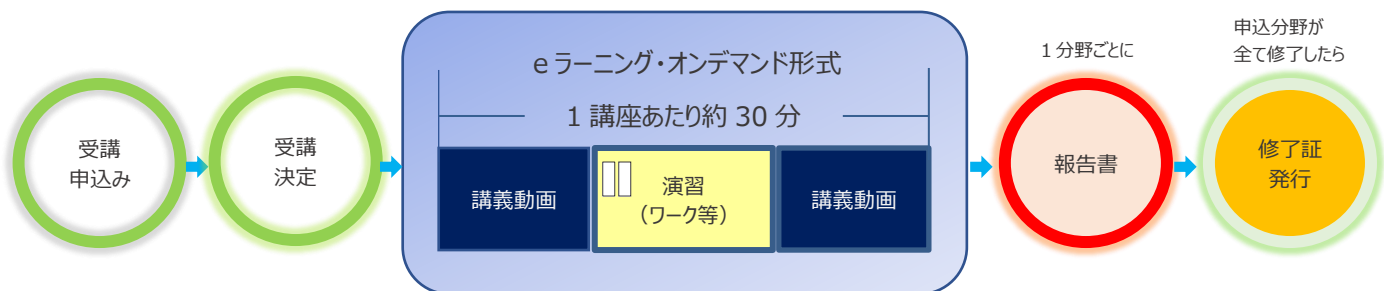 受講
申込み
受講
決定
eラーニング・オンデマンド形式
1講座あたり約 30 分
講義動画
演習
（ワーク等）
講義動画
1分野ごとに
報告書
申込分野が
全て修了したら
修了証
発行